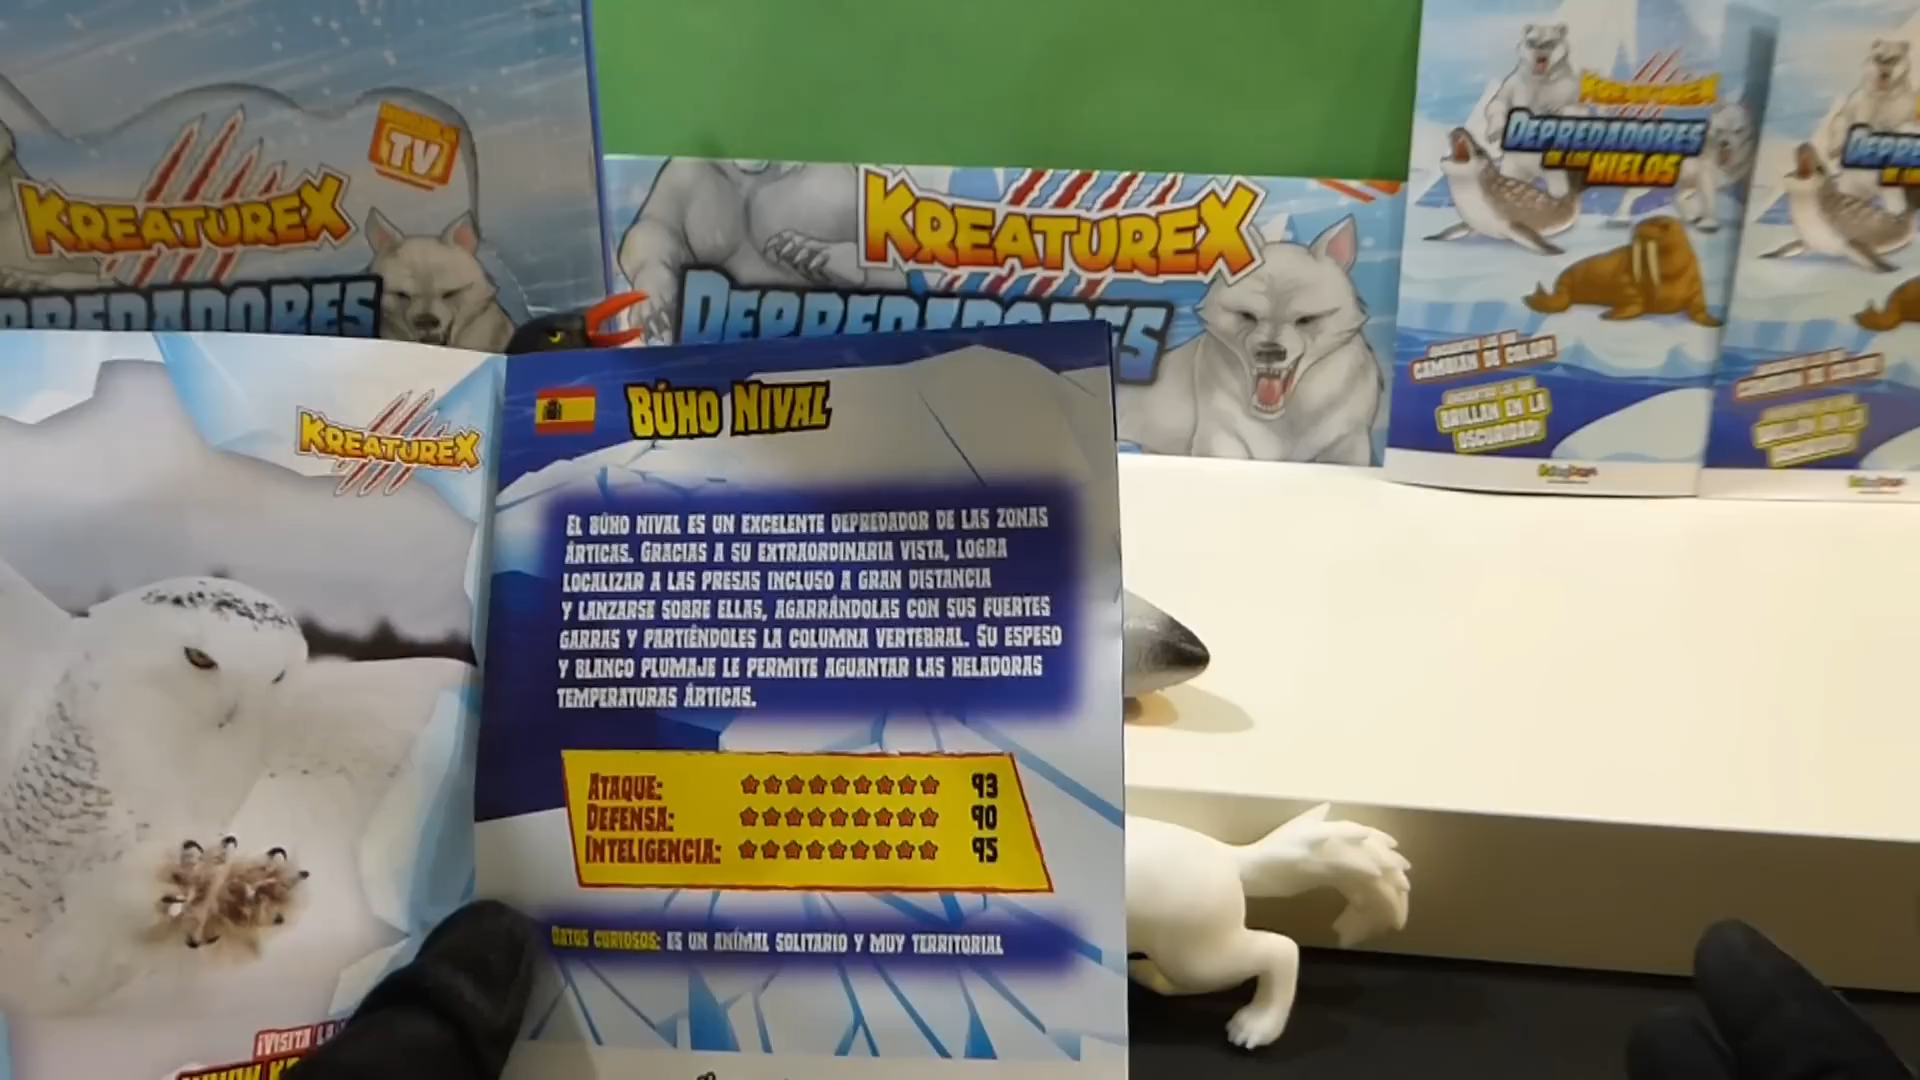 TV
KREATUREX
KREATUREX
DEPREDADORES
KREATUREX
DEPREDADORES
DE LOS HIELOS
CAMBIAN DE COLOR!
BRILLAN EN LA
OSCURIDAD!
KREATUREX
BÚHO NIVAL
EL BÚHO NIVAL ES UN EXCELENTE DEPREDADOR DE LAS ZONAS
ÁRTICAS. GRACIAS A SU EXTRAORDINARIA VISTA, LOGRA
LOCALIZAR A LAS PRESAS INCLUSO A GRAN DISTANCIA
Y LANZARSE SOBRE ELLAS, AGARRÁNDOLAS CON SUS FUERTES
GARRAS Y PARTIÉNDOLES LA COLUMNA VERTEBRAL. SU ESPESO
Y BLANCO PLUMAJE LE PERMITE AGUANTAR LAS HELADORAS
TEMPERATURAS ÁRTICAS.
ATAQUE: 93
DEFENSA: 90
INTELIGENCIA: 95
DATOS CURIOSOS: ES UN ANIMAL SOLITARIO Y MUY TERRITORIAL
¡VISITA